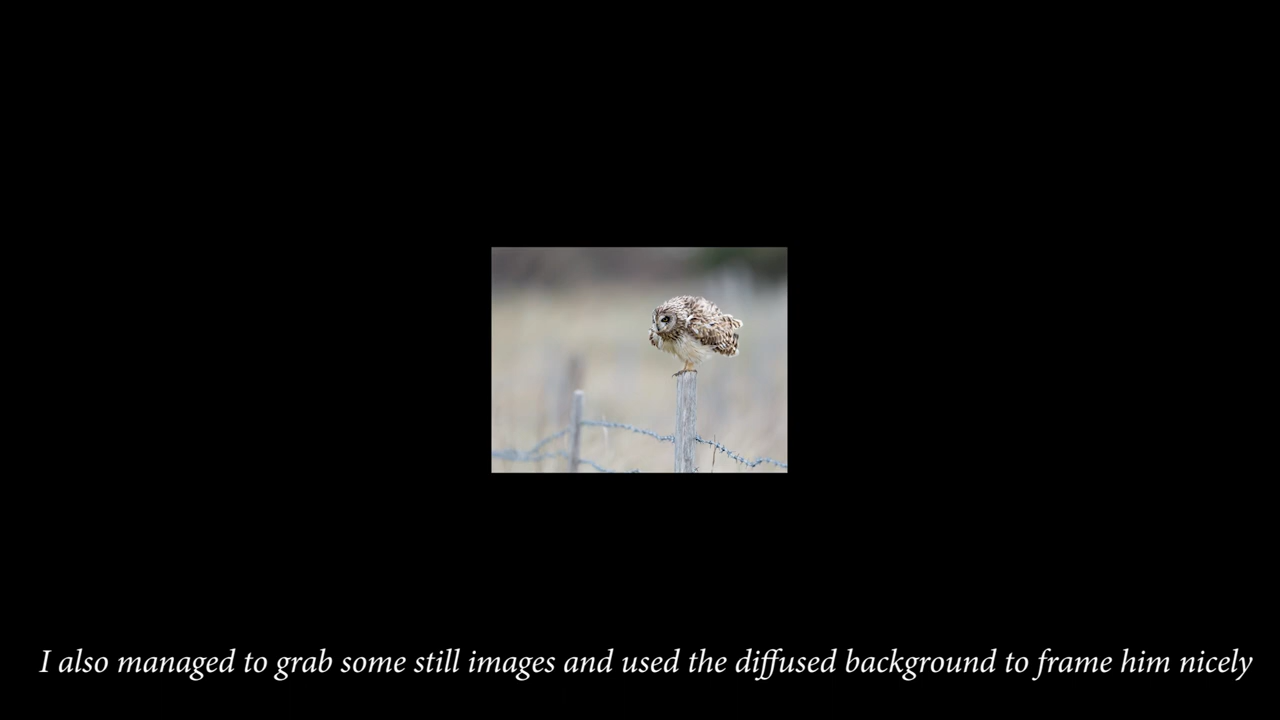 I also managed to grab some still images and used the diffused background to frame him nicely